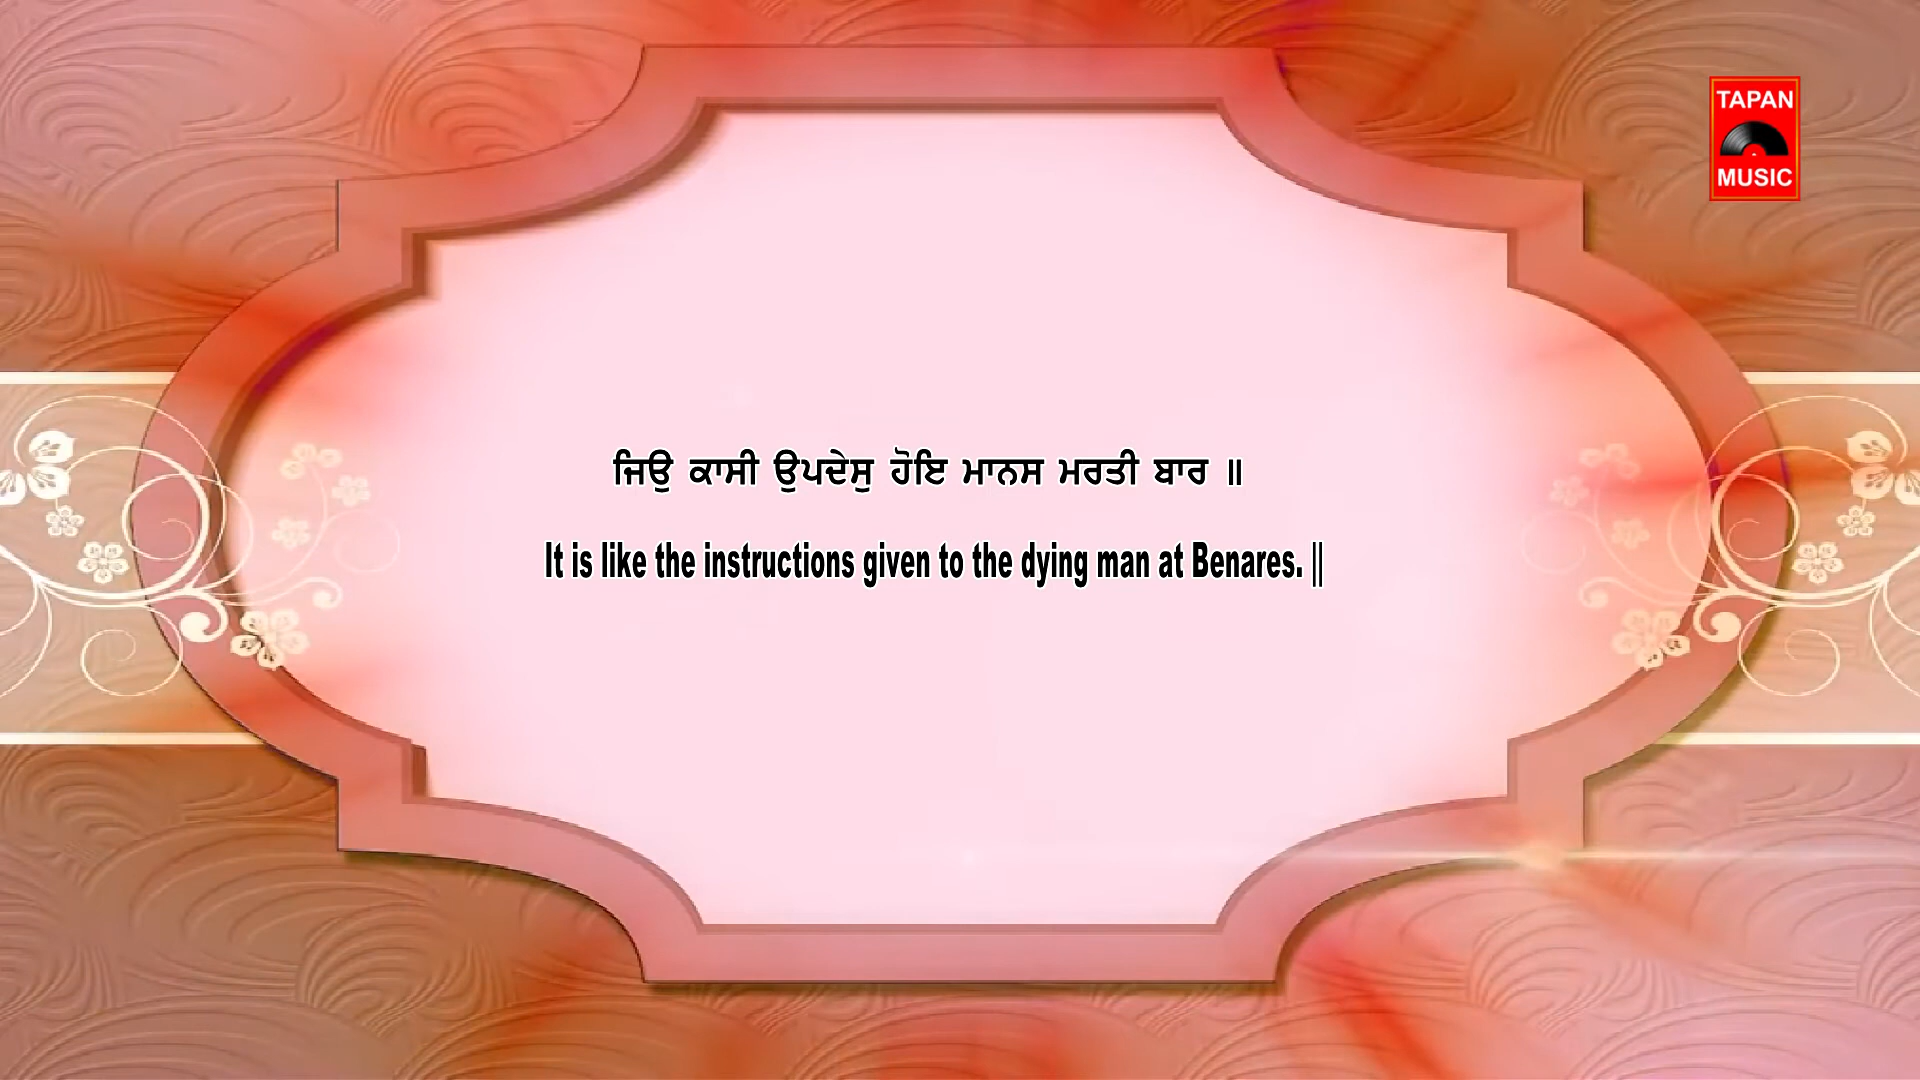 TAPAN
MUSIC
ਜਿਉ ਕਾਸੀ ਉਪਦੇਸੁ ਹੋਇ ਮਾਨਸ ਮਰਤੀ ਬਾਰ ॥
It is like the instructions given to the dying man at Benares. ||